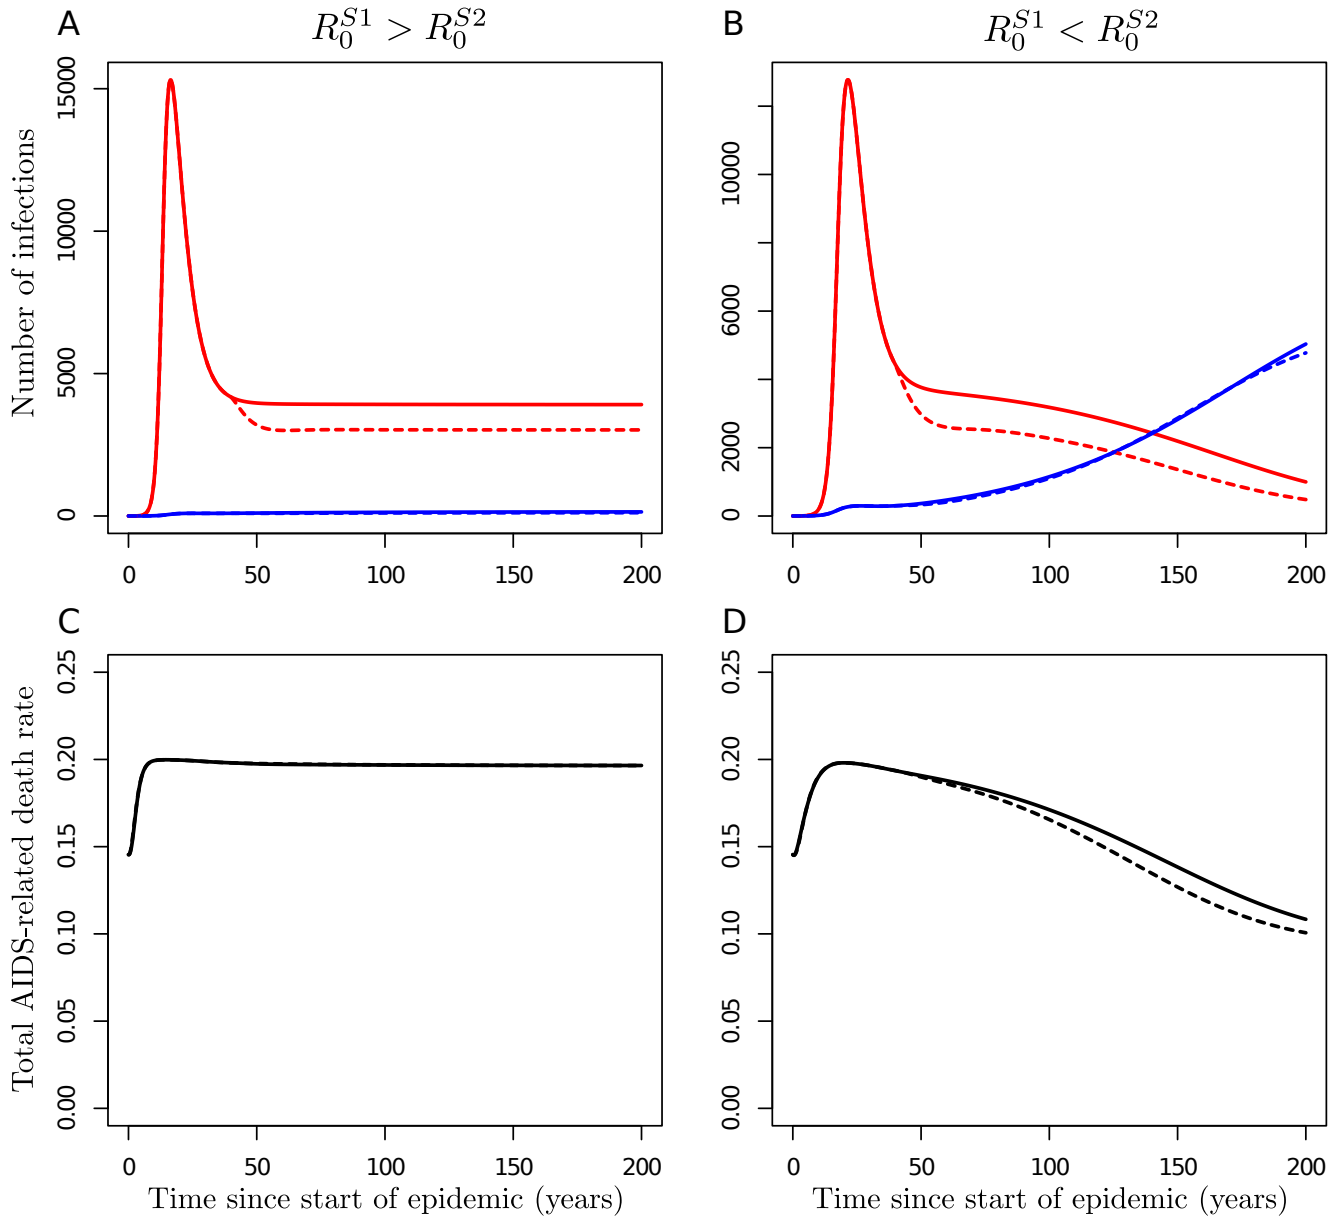 A
R_0^{S1} > R_0^{S2}
B
R_0^{S1} < R_0^{S2}
Number of infections
15000
10000
5000
0
0 50 100 150 200
10000
6000
2000
0
0 50 100 150 200
C
D
Total AIDS-related death rate
0.25
0.20
0.15
0.10
0.05
0.00
0 50 100 150 200
Time since start of epidemic (years)
0.25
0.20
0.15
0.10
0.05
0.00
0 50 100 150 200
Time since start of epidemic (years)